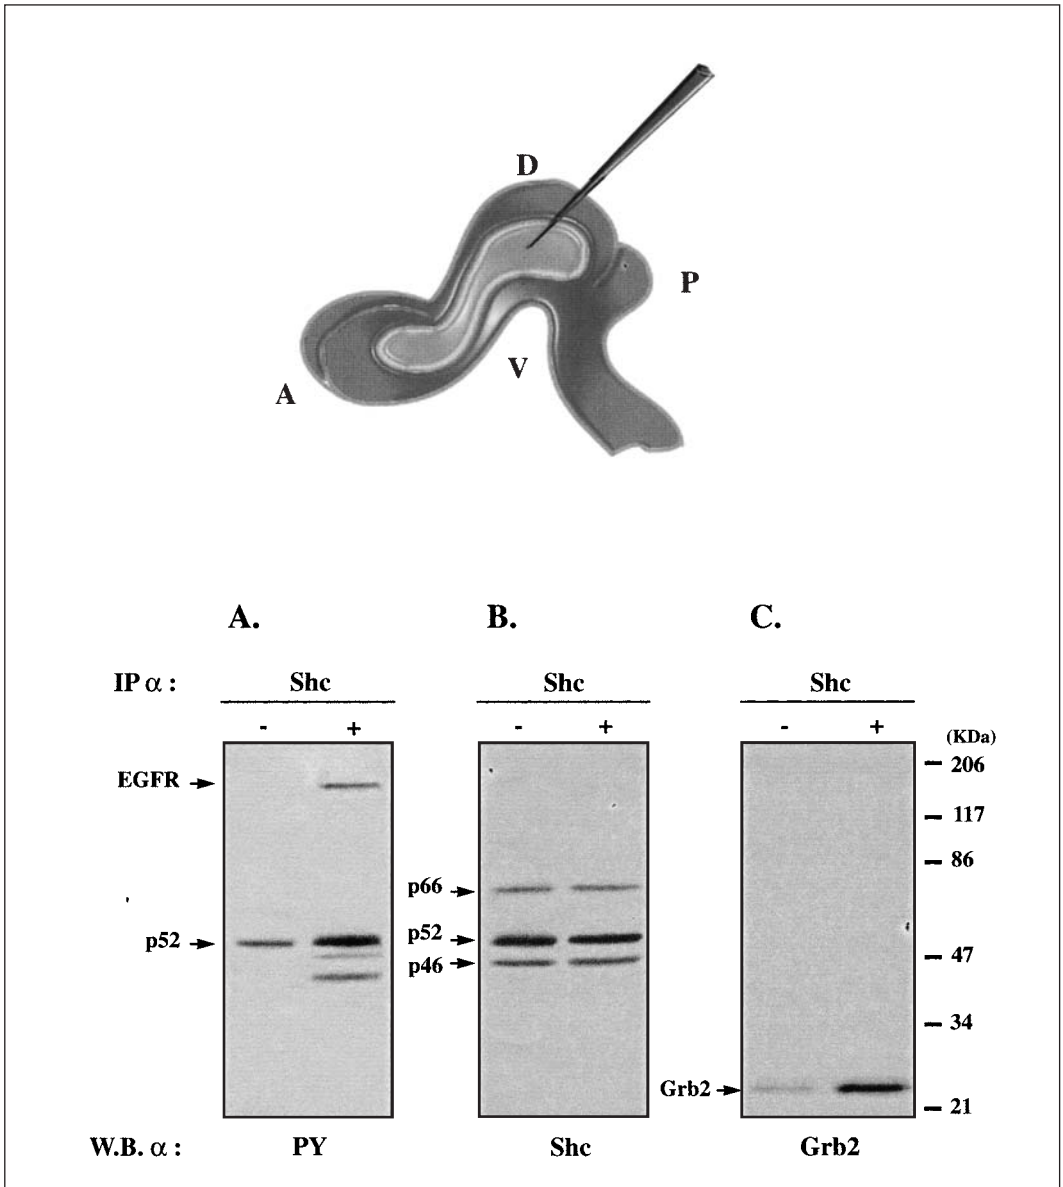 D
P
V
A
A. B. C.
IP α : Shc Shc Shc
- + - + - + (KDa)
EGFR 206
117
p66 86
p52 p52
p46 47
34
Grb2 21
W.B. α : PY Shc Grb2